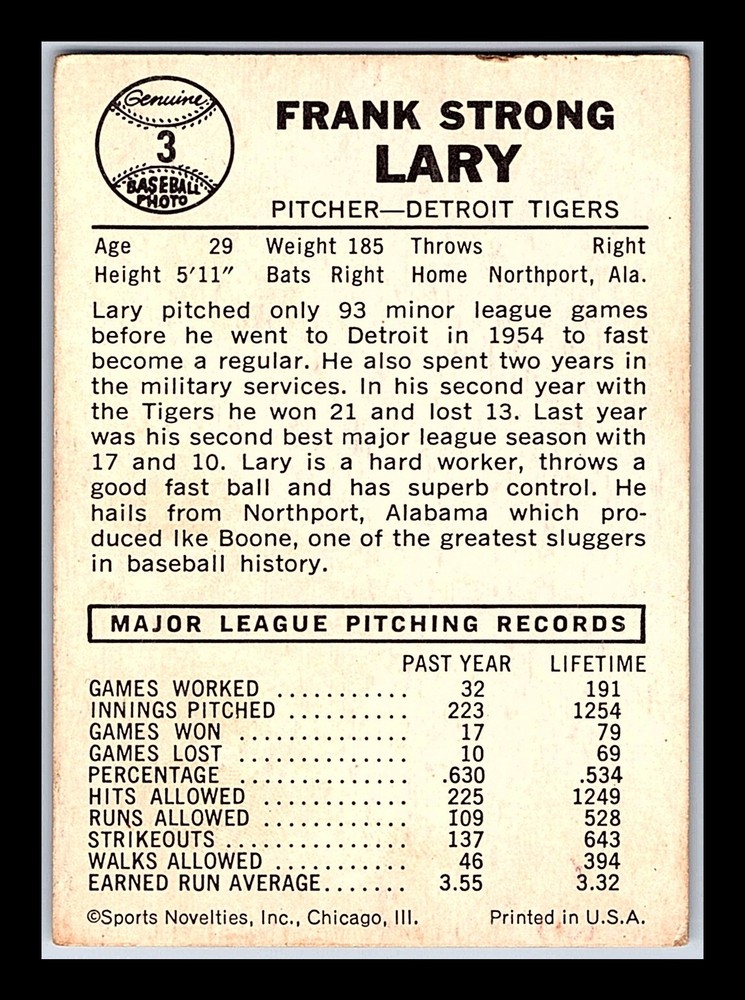 Genuine
3
BASEBALL
PHOTO
FRANK STRONG
LARY
PITCHER—DETROIT TIGERS
Age 29 Weight 185 Throws Right
Height 5'11" Bats Right Home Northport, Ala.
Lary pitched only 93 minor league games
before he went to Detroit in 1954 to fast
become a regular. He also spent two years in
the military services. In his second year with
the Tigers he won 21 and lost 13. Last year
was his second best major league season with
17 and 10. Lary is a hard worker, throws a
good fast ball and has superb control. He
hails from Northport, Alabama which pro-
duced Ike Boone, one of the greatest sluggers
in baseball history.
MAJOR LEAGUE PITCHING RECORDS
PAST YEAR LIFETIME
GAMES WORKED ........... 32 191
INNINGS PITCHED .......... 223 1254
GAMES WON .............. 17 79
GAMES LOST ............. 10 69
PERCENTAGE .............. .630 .534
HITS ALLOWED ............ 225 1249
RUNS ALLOWED ............ 109 528
STRIKEOUTS ............... 137 643
WALKS ALLOWED ........... 46 394
EARNED RUN AVERAGE....... 3.55 3.32
©Sports Novelties, Inc., Chicago, Ill. Printed in U.S.A.